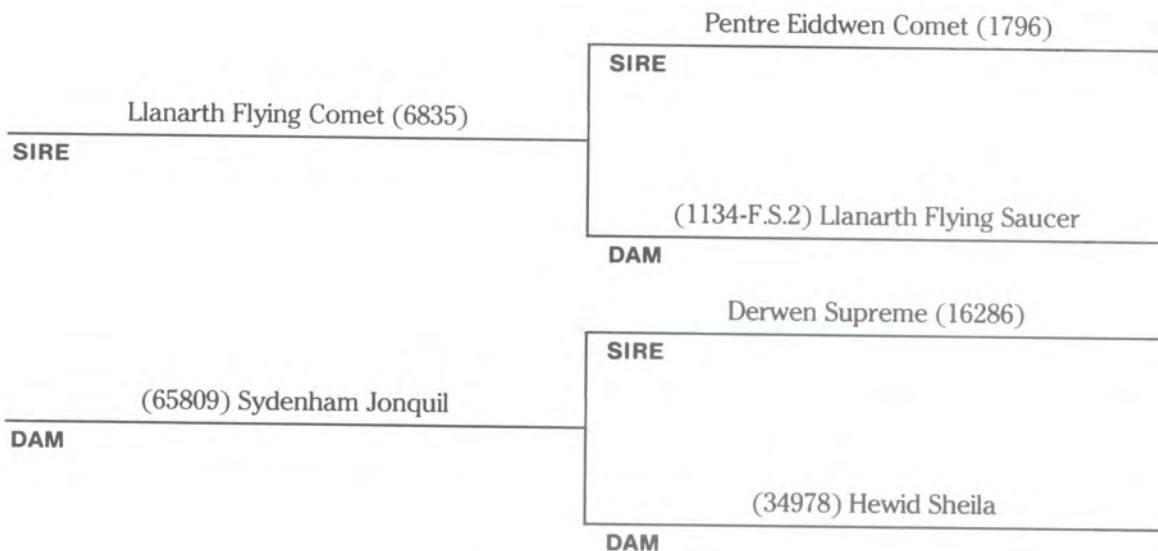 Pentre Eiddwen Comet (1796)
SIRE
Llanarth Flying Comet (6835)
SIRE
(1134-F.S.2) Llanarth Flying Saucer
DAM
Derwen Supreme (16286)
SIRE
(65809) Sydenham Jonquil
DAM
(34978) Hewid Sheila
DAM